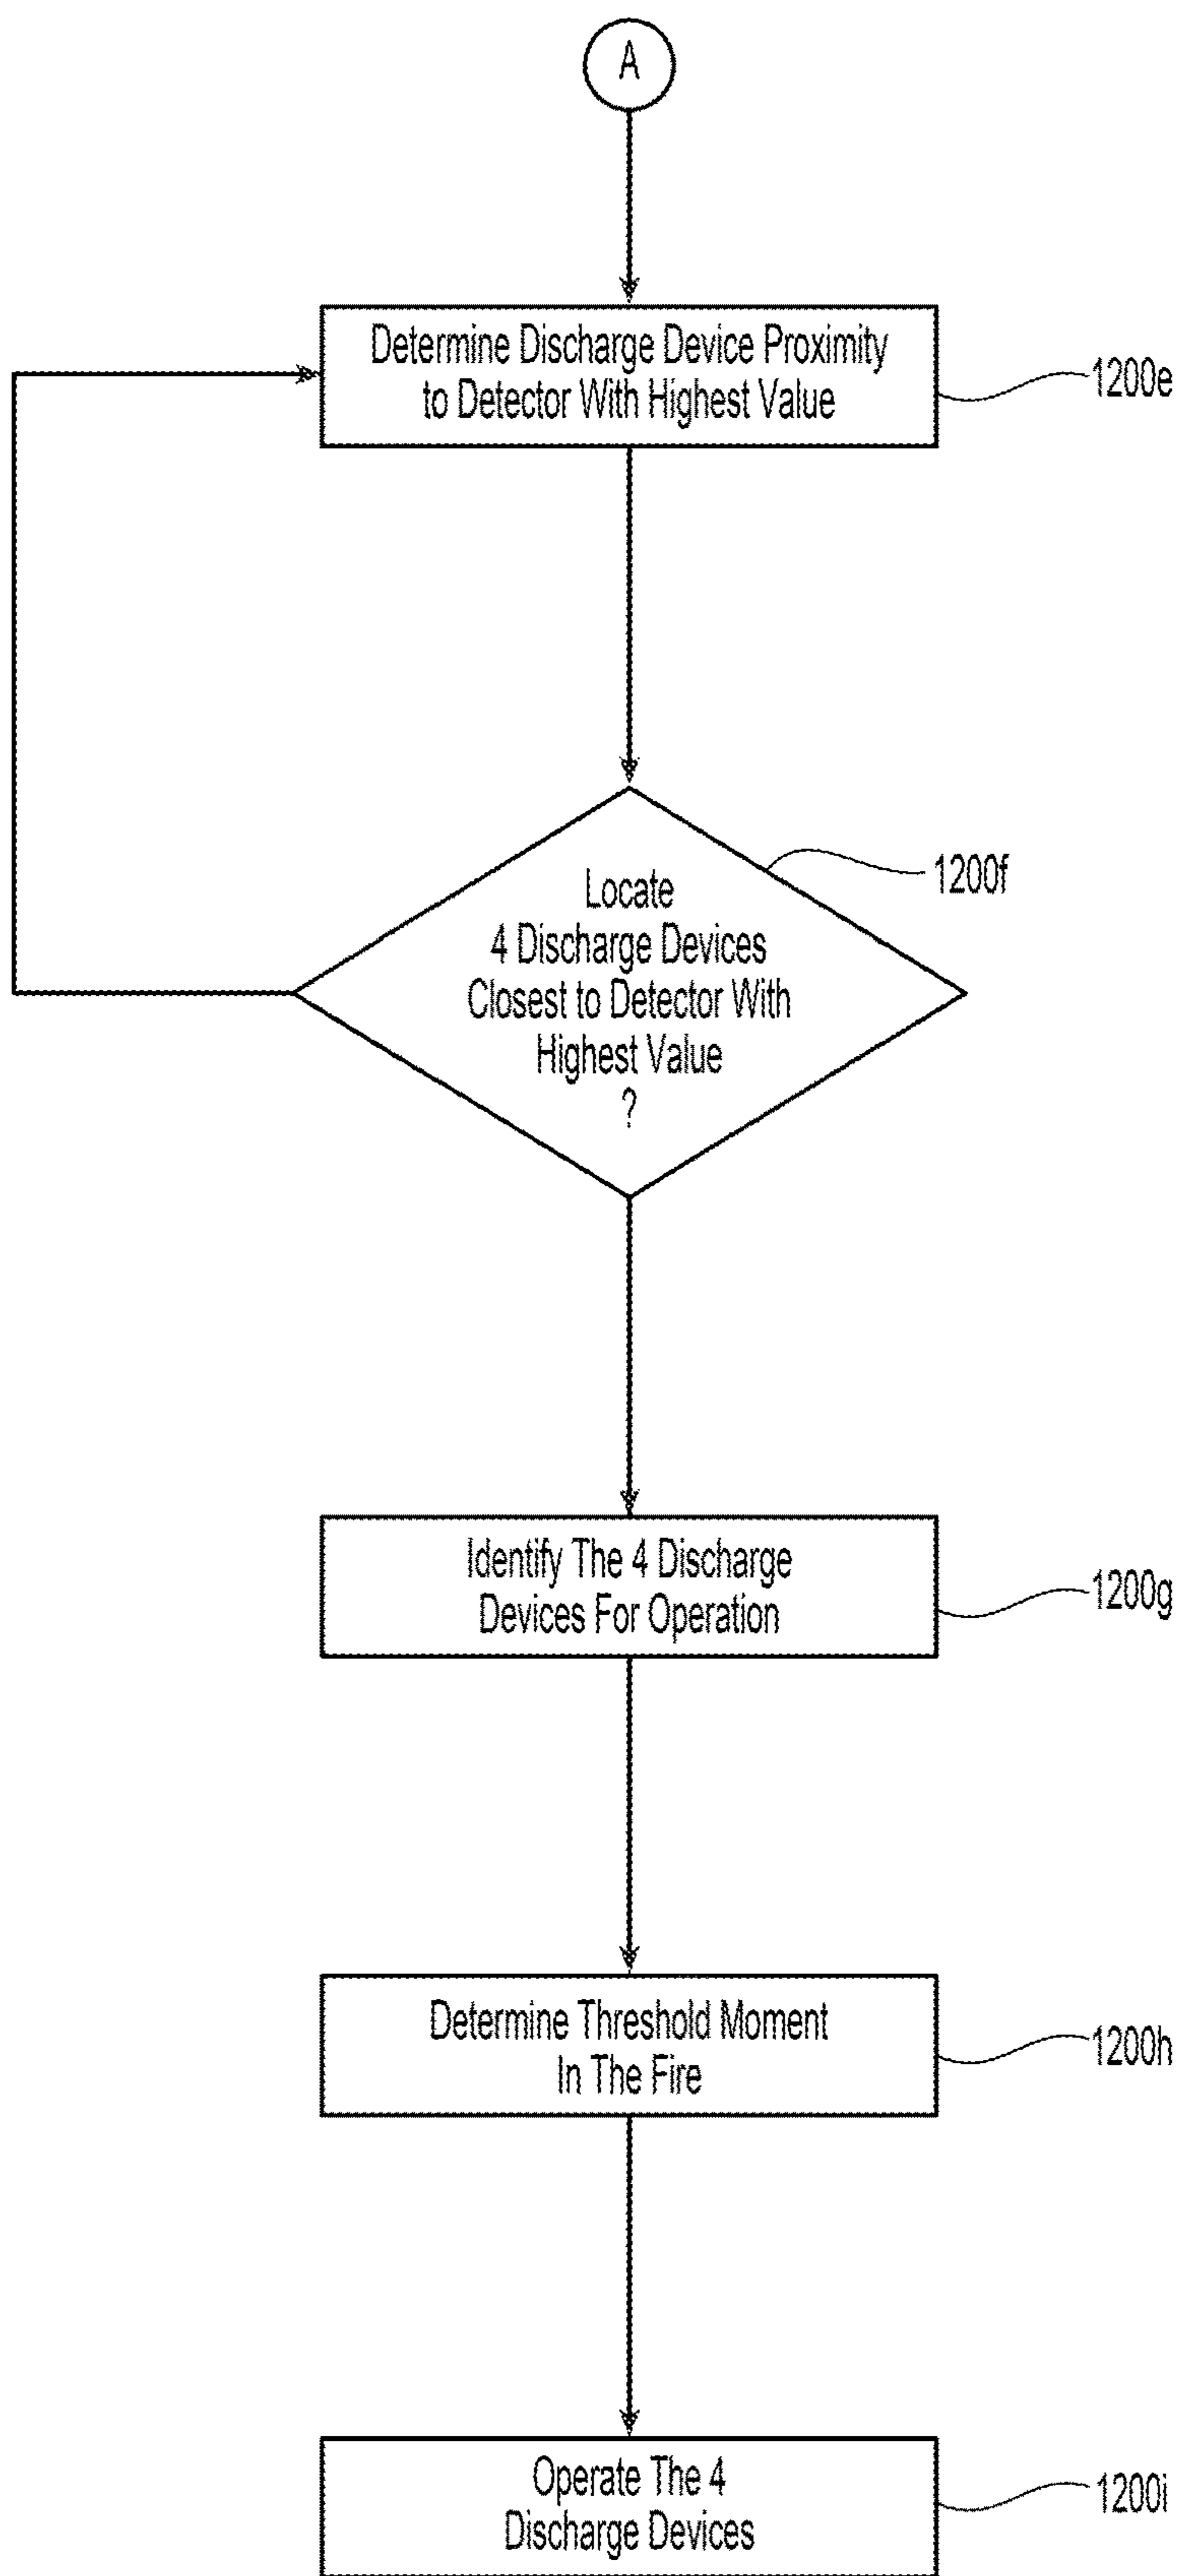 A
Determine Discharge Device Proximity
to Detector With Highest Value
1200e
Locate
4 Discharge Devices
Closest to Detector With
Highest Value
?
1200f
Identify The 4 Discharge
Devices For Operation
1200g
Determine Threshold Moment
In The Fire
1200h
Operate The 4
Discharge Devices
1200i